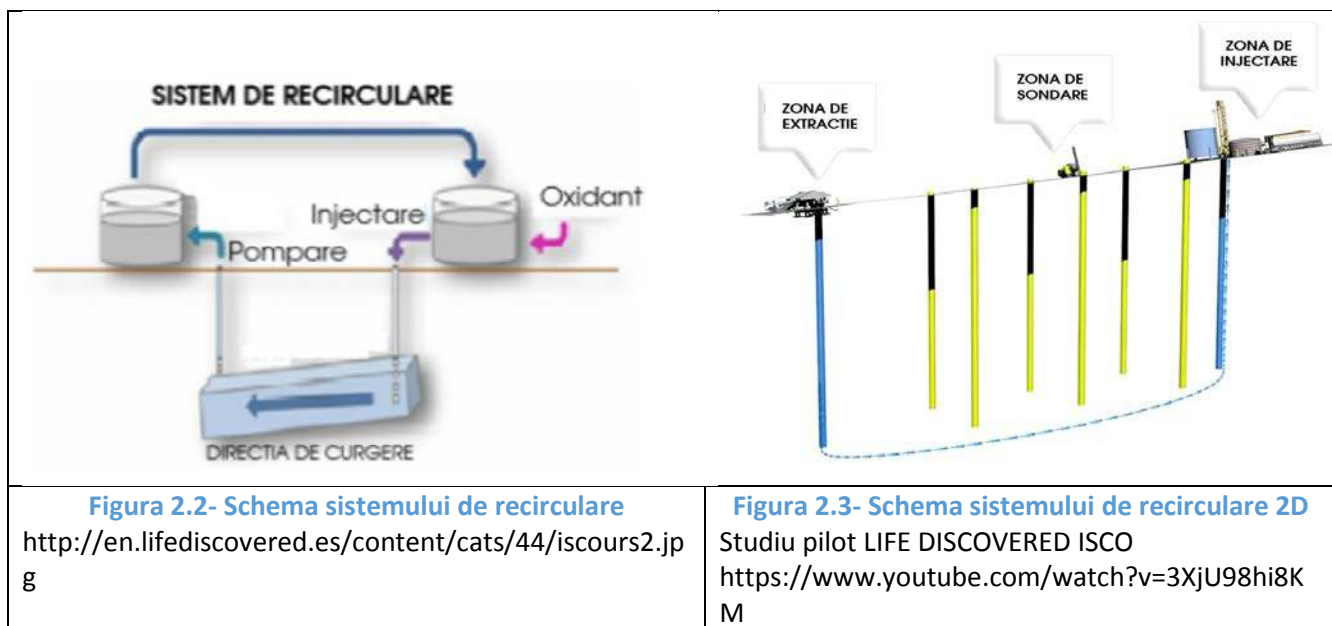 SISTEM DE RECIRCULARE
Injectare
Oxidant
Pompare
DIRECTIA DE CURGERE
ZONA DE
EXTRACTIE
ZONA DE
SONDARE
ZONA DE
INJECTARE
Figura 2.2- Schema sistemului de recirculare
http://en.lifediscovered.es/content/cats/44/iscours2.jp
g
Figura 2.3- Schema sistemului de recirculare 2D
Studiu pilot LIFE DISCOVERED ISCO
https://www.youtube.com/watch?v=3XjU98hi8K
M